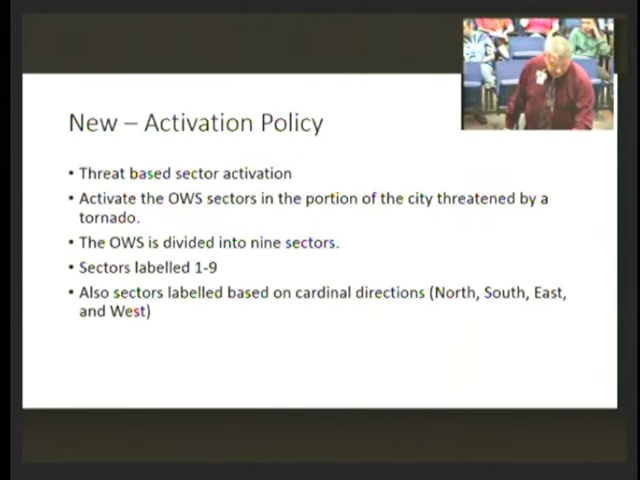 New – Activation Policy
• Threat based sector activation
• Activate the OWS sectors in the portion of the city threatened by a
tornado.
• The OWS is divided into nine sectors.
• Sectors labelled 1-9
• Also sectors labelled based on cardinal directions (North, South, East,
and West)